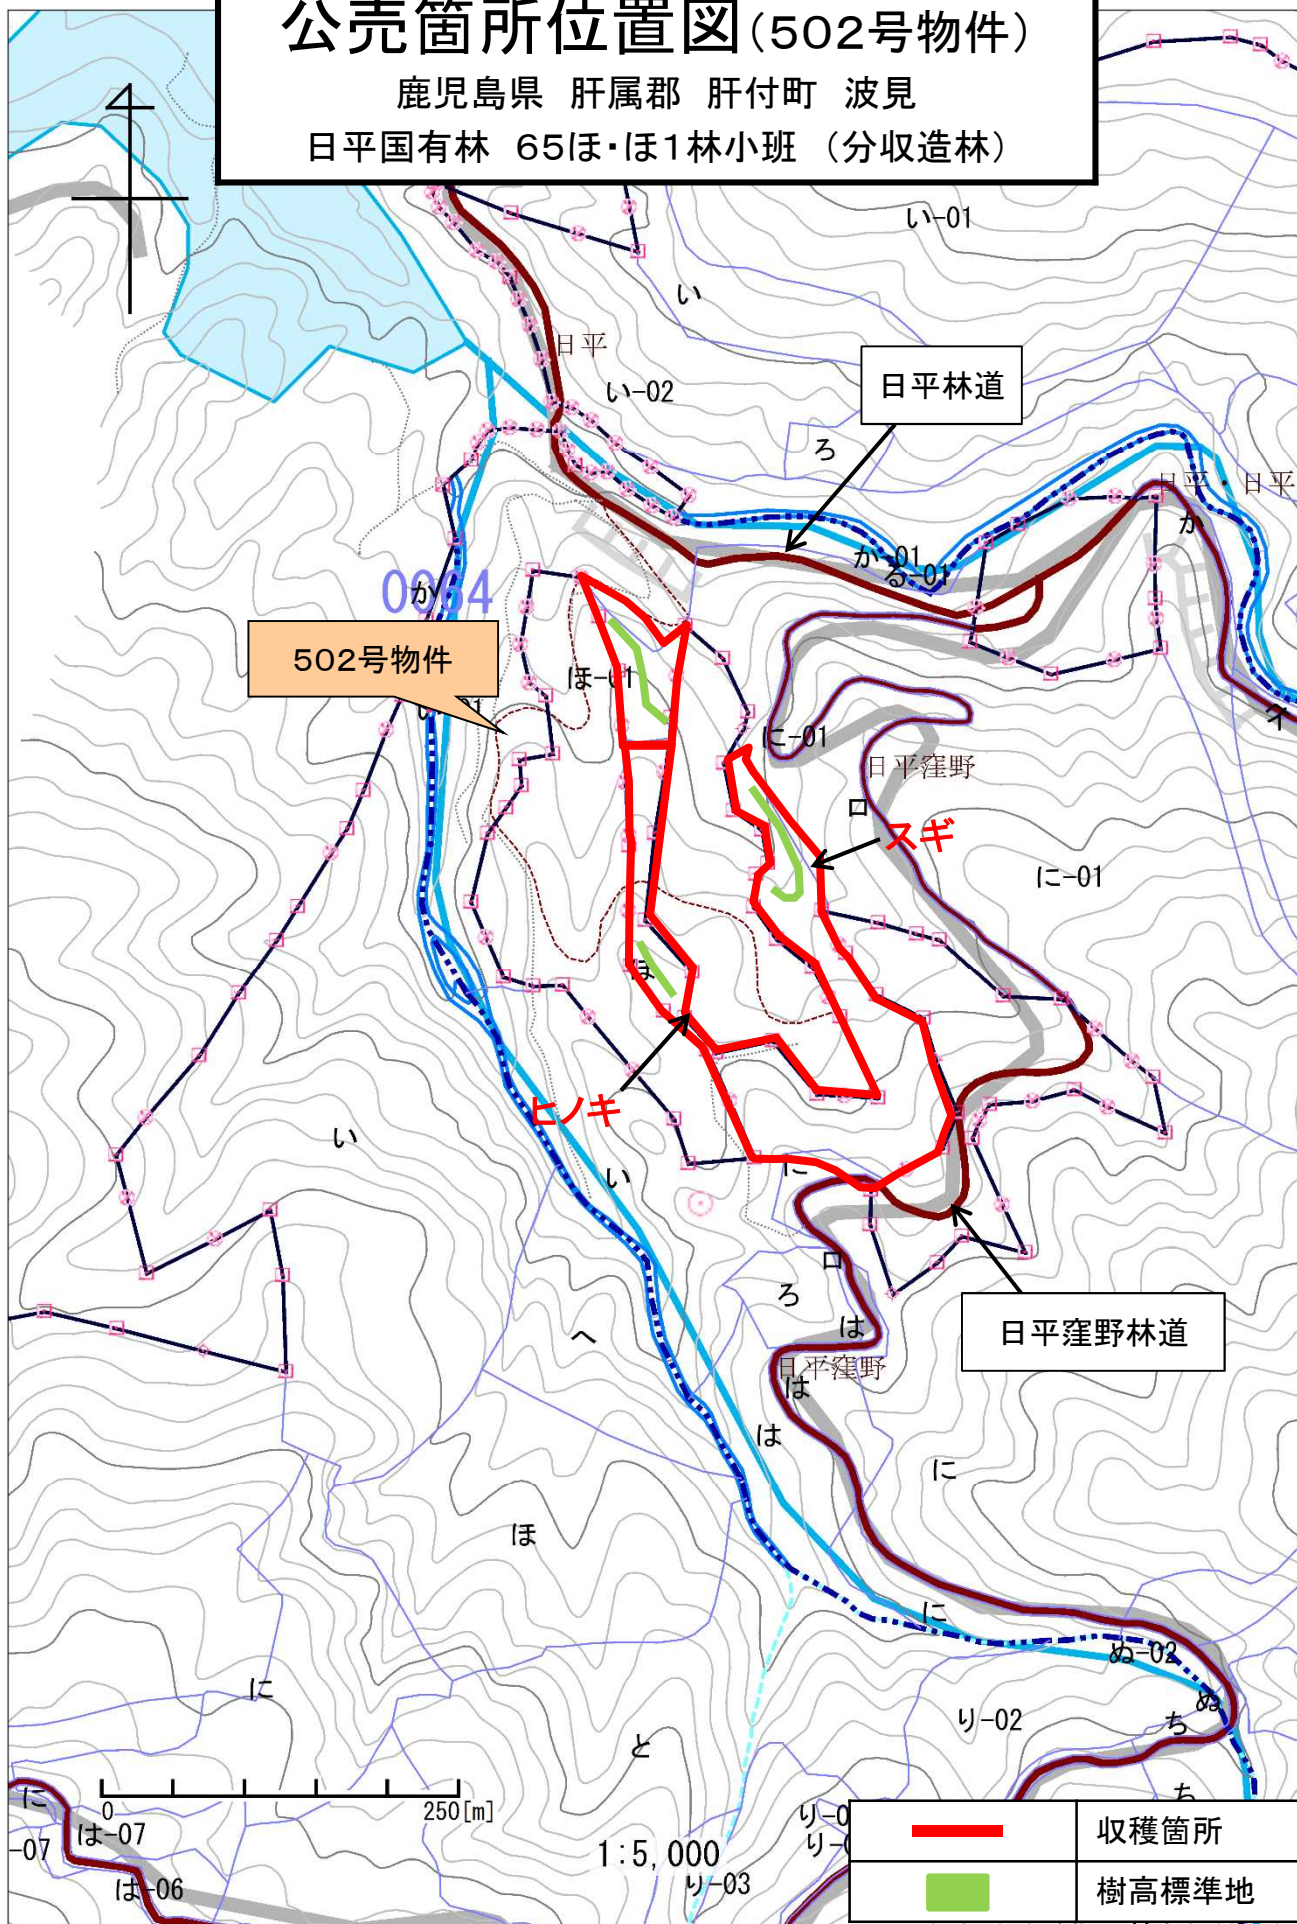 公売箇所位置図(502号物件)
鹿児島県 肝属郡 肝付町 波見
日平国有林 65ほ・ほ1林小班 (分収造林)
い-01
い
日平
い-02
日平林道
ろ
日平・日平
か
か-01
る-01
0064
か
502号物件
ほ-01
に-01
イ
日平窪野
ロ
スギ
に-01
ほ
ヒノキ
い
に
い
ロ
ろ
は
日平窪野林道
へ
日平窪野
は
は
に
ほ
に
ぬ-02
に
ぬ
り-02
ち
と
ち
に
0
250[m]
は-07
-07
1:5,000
は-06
り-03
収穫箇所
樹高標準地